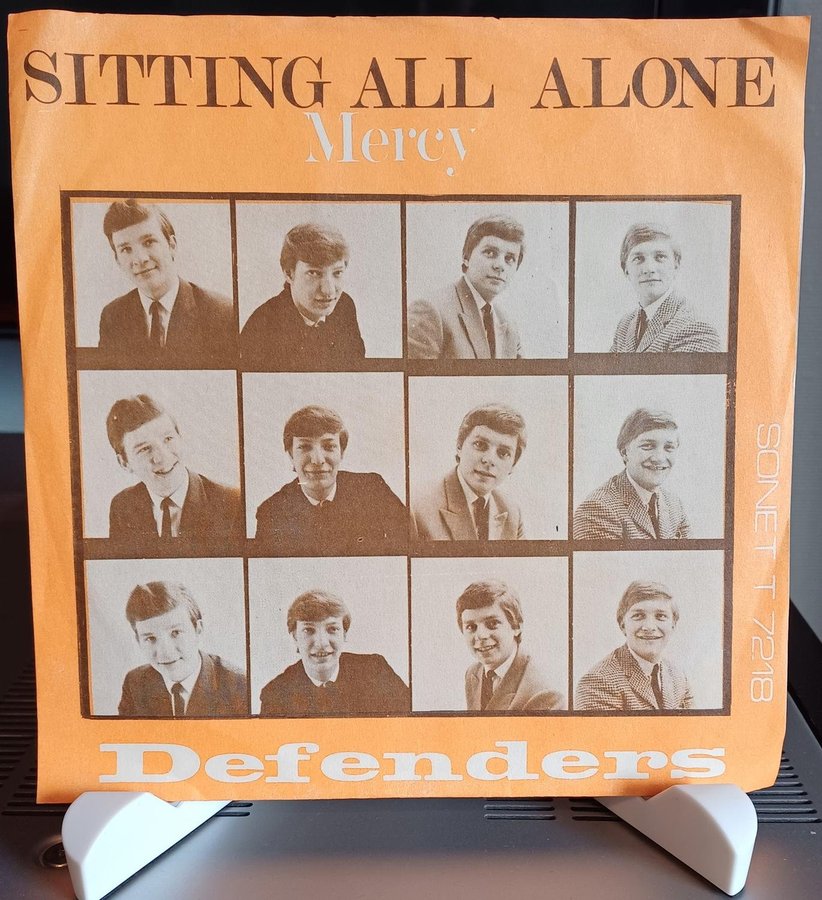 SITTING ALL ALONE
Mercy
SONET T 7218
Defenders